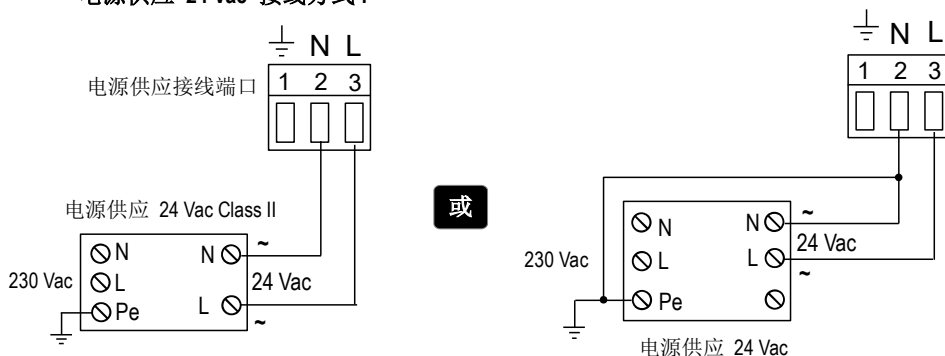 电源供应 24 Vac 接线方式：
N L
电源供应接线端口
1 2 3
电源供应 24 Vac Class II
230 Vac
N
L
Pe
N ~
24 Vac
L ~
或
N L
1 2 3
230 Vac
N
L
Pe
N ~
24 Vac
L ~
电源供应 24 Vac